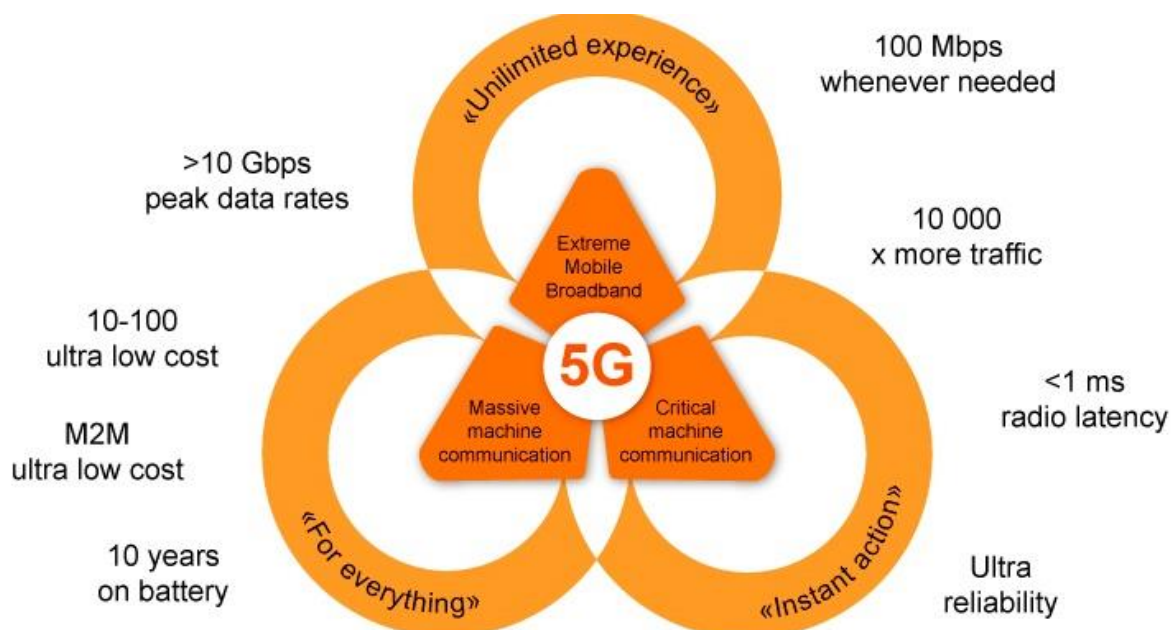 «Unilimited experience»
100 Mbps
whenever needed
>10 Gbps
peak data rates
10 000
x more traffic
Extreme
Mobile
Broadband
10-100
ultra low cost
5G
<1 ms
radio latency
Massive
machine
communication
Critical
machine
communication
M2M
ultra low cost
10 years
on battery
«For everything»
«Instant action»
Ultra
reliability